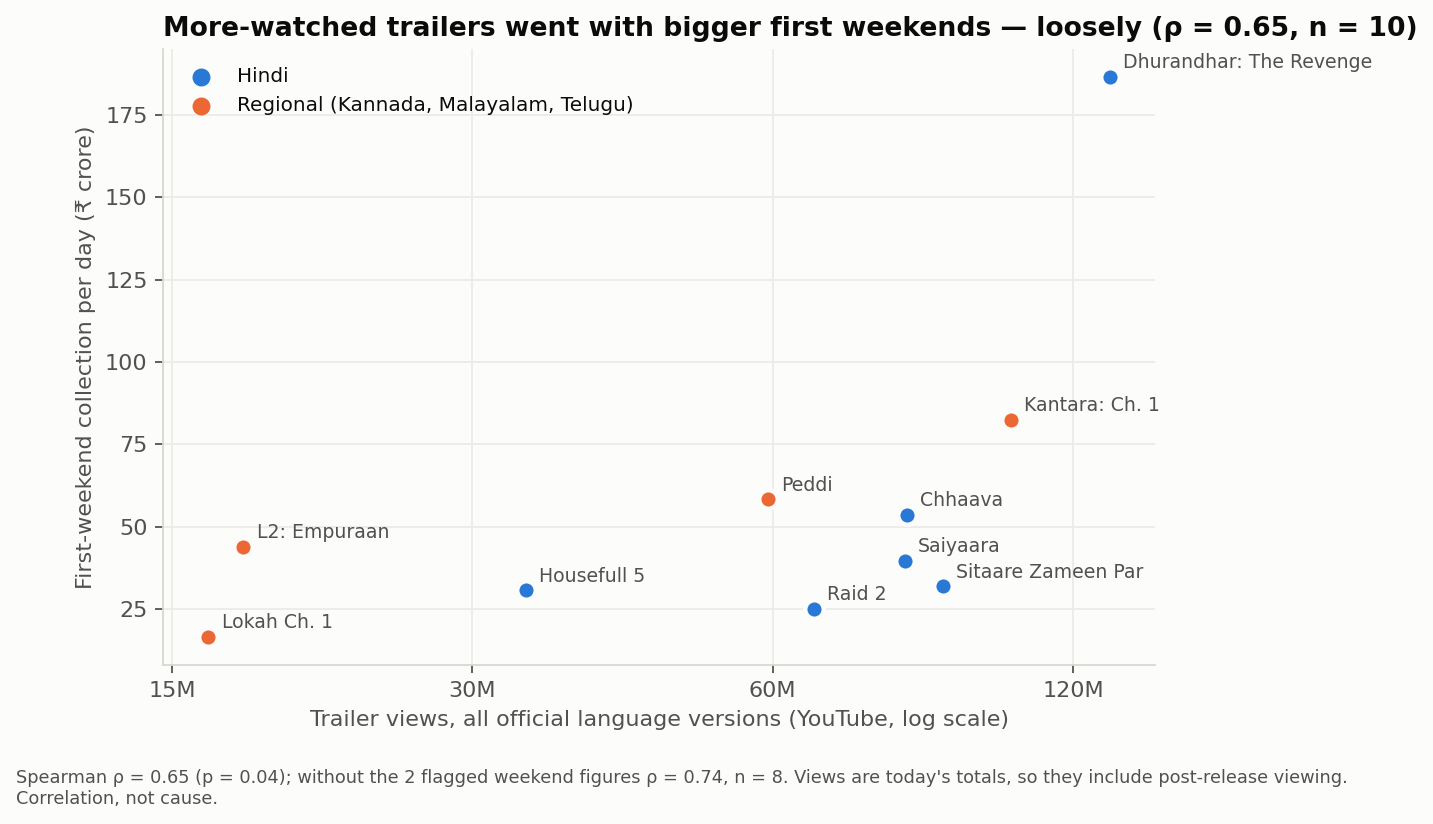 More-watched trailers went with bigger first weekends — loosely (ρ = 0.65, n = 10)
Hindi
Regional (Kannada, Malayalam, Telugu)
Dhurandhar: The Revenge
Kantara: Ch. 1
Peddi
Chhaava
L2: Empuraan
Saiyaara
Sitaare Zameen Par
Housefull 5
Raid 2
Lokah Ch. 1
First-weekend collection per day (₹ crore)
175
150
125
100
75
50
25
15M
30M
60M
120M
Trailer views, all official language versions (YouTube, log scale)
Spearman ρ = 0.65 (p = 0.04); without the 2 flagged weekend figures ρ = 0.74, n = 8. Views are today's totals, so they include post-release viewing.
Correlation, not cause.